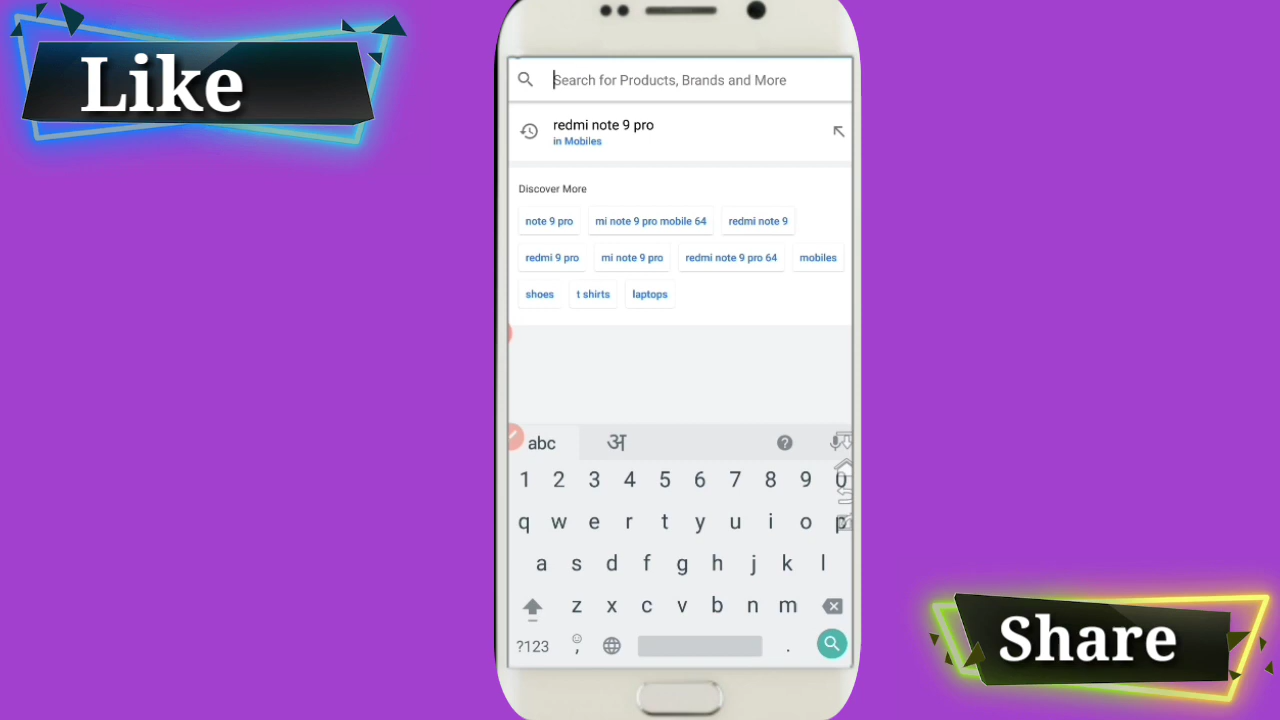 Like
Search for Products, Brands and More
redmi note 9 pro
in Mobiles
Discover More
note 9 pro mi note 9 pro mobile 64 redmi note 9
redmi 9 pro mi note 9 pro redmi note 9 pro 64 mobiles
shoes t shirts laptops
abc अ ?
1 2 3 4 5 6 7 8 9 0
q w e r t y u i o p
a s d f g h j k l
z x c v b n m
?123 , .
Share